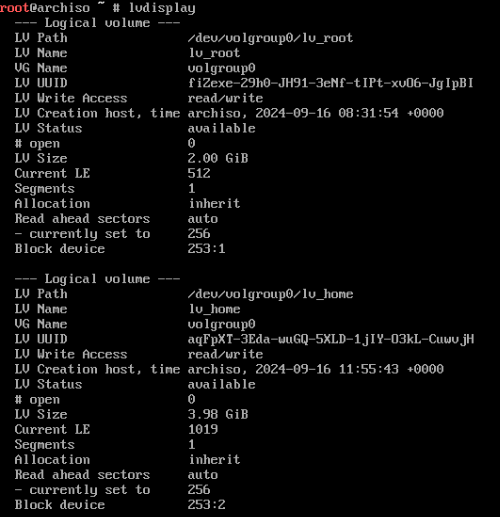 root@archiso ~ # lvdisplay
--- Logical volume ---
LV Path /dev/volgroup0/lv_root
LV Name lv_root
VG Name volgroup0
LV UUID fiZexe-29h0-JH91-3eNf-tIPt-xvO6-JgIpBI
LV Write Access read/write
LV Creation host, time archiso, 2024-09-16 08:31:54 +0000
LV Status available
# open 0
LV Size 2.00 GiB
Current LE 512
Segments 1
Allocation inherit
Read ahead sectors auto
- currently set to 256
Block device 253:1
--- Logical volume ---
LV Path /dev/volgroup0/lv_home
LV Name lv_home
VG Name volgroup0
LV UUID aqFpXT-3Eda-wuGQ-5XLD-1jIY-O3kL-CuwvjH
LV Write Access read/write
LV Creation host, time archiso, 2024-09-16 11:55:43 +0000
LV Status available
# open 0
LV Size 3.98 GiB
Current LE 1019
Segments 1
Allocation inherit
Read ahead sectors auto
- currently set to 256
Block device 253:2